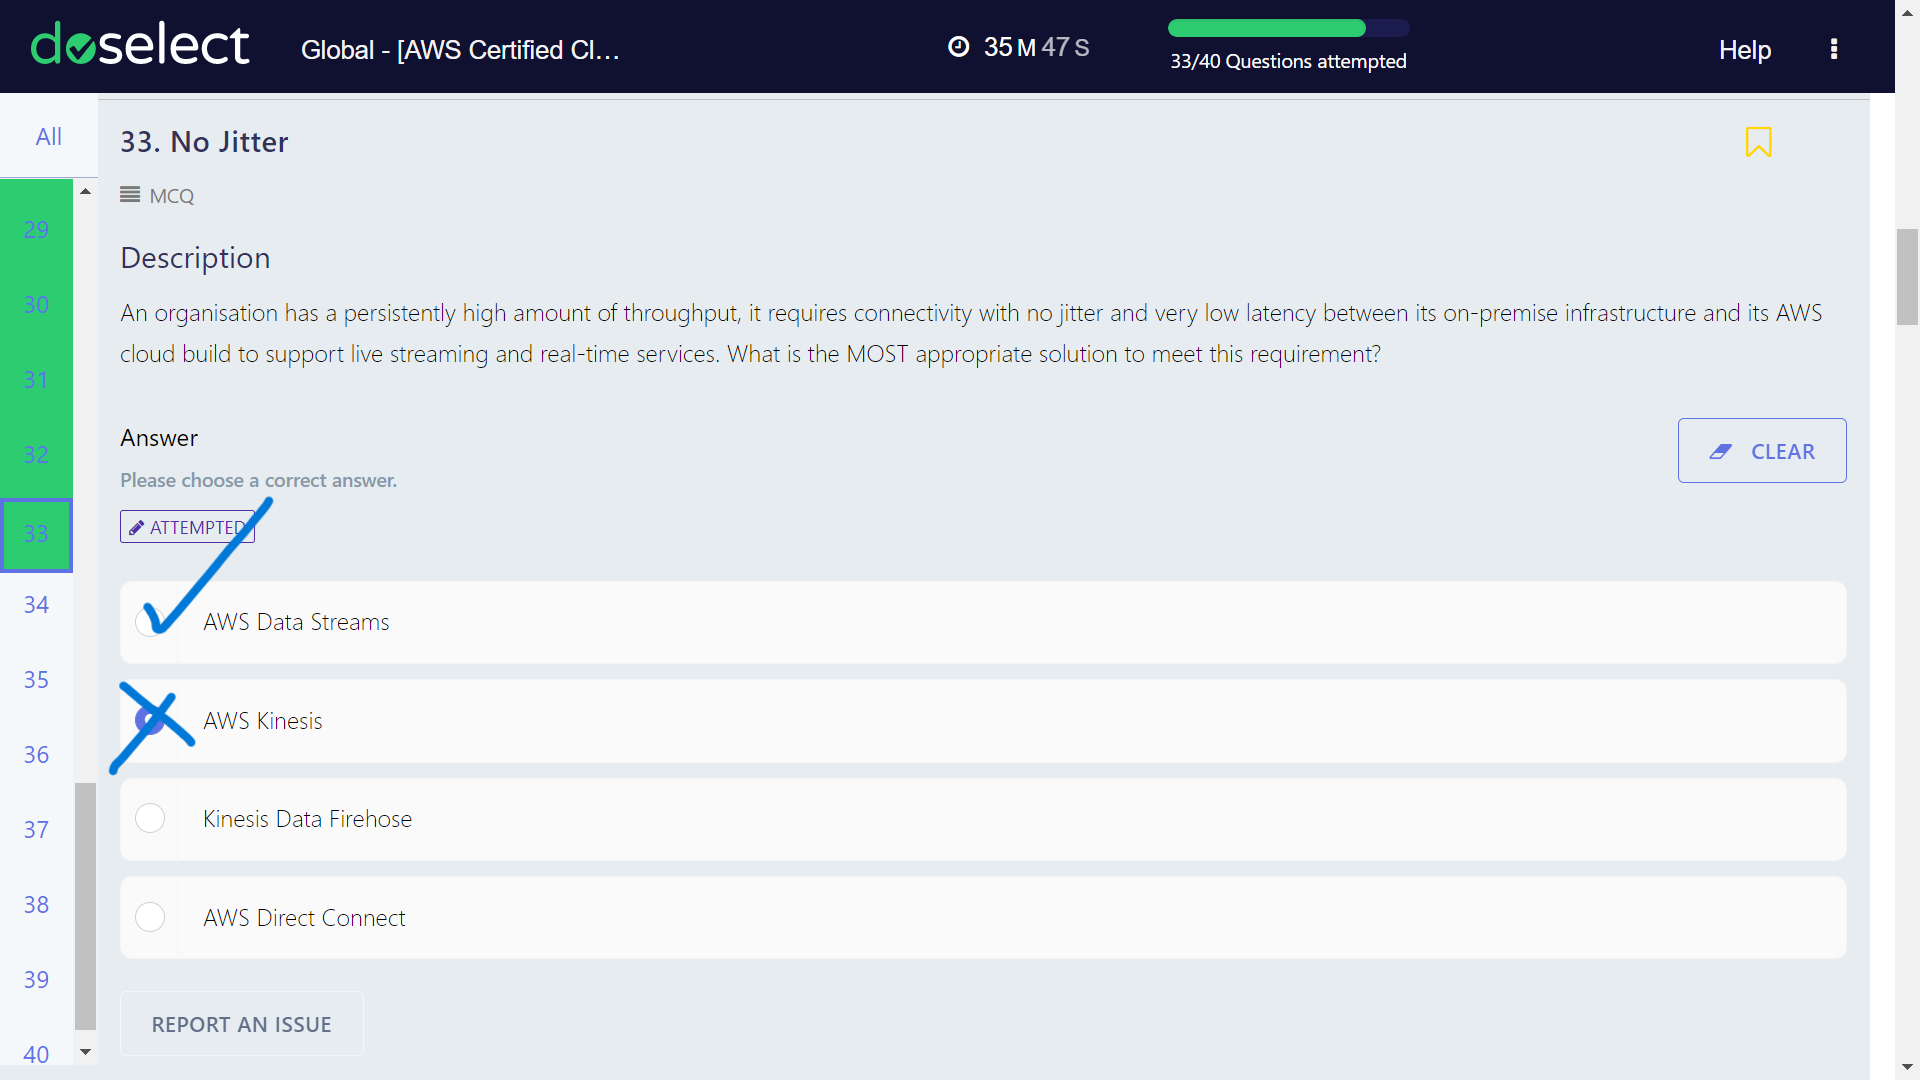 doselect
Global - [AWS Certified Cl...
35 M 47 S
33/40 Questions attempted
Help
All
29
30
31
32
33
34
35
36
37
38
39
40
33. No Jitter
MCQ
Description
An organisation has a persistently high amount of throughput, it requires connectivity with no jitter and very low latency between its on-premise infrastructure and its AWS
cloud build to support live streaming and real-time services. What is the MOST appropriate solution to meet this requirement?
Answer
CLEAR
Please choose a correct answer.
ATTEMPTED
AWS Data Streams
AWS Kinesis
Kinesis Data Firehose
AWS Direct Connect
REPORT AN ISSUE